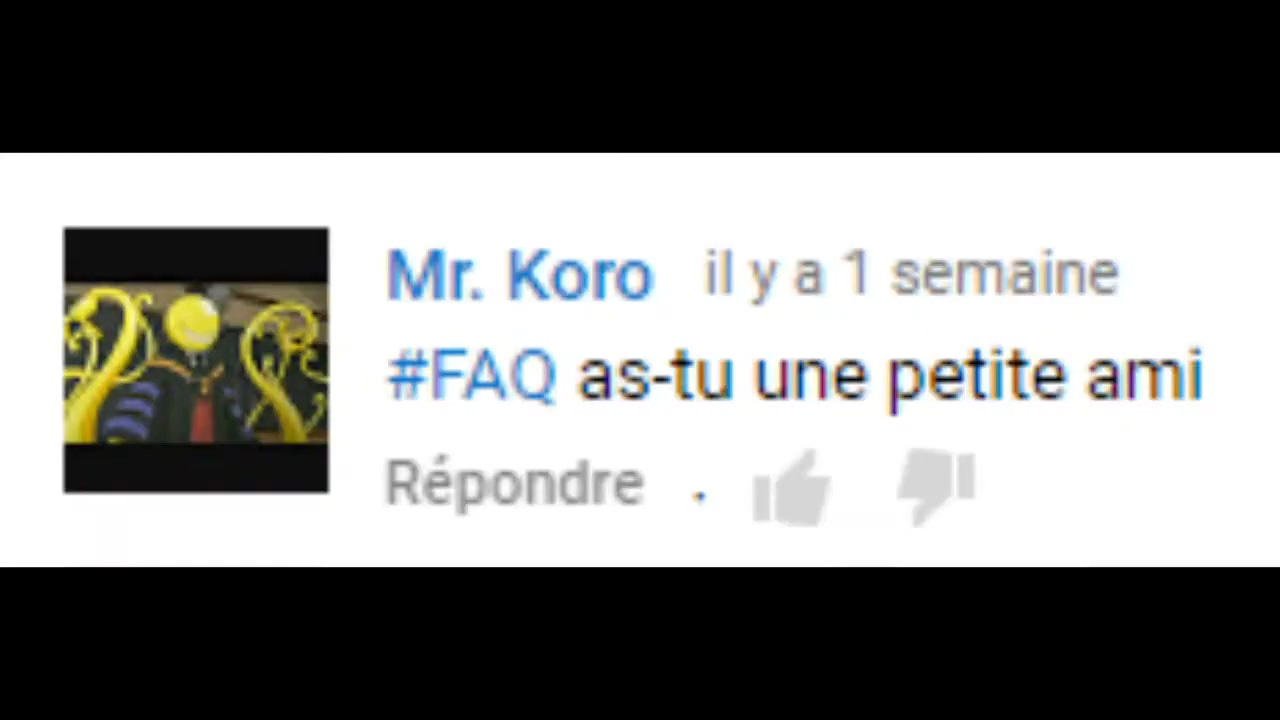 Mr. Koro il y a 1 semaine
#FAQ as-tu une petite ami
Répondre .